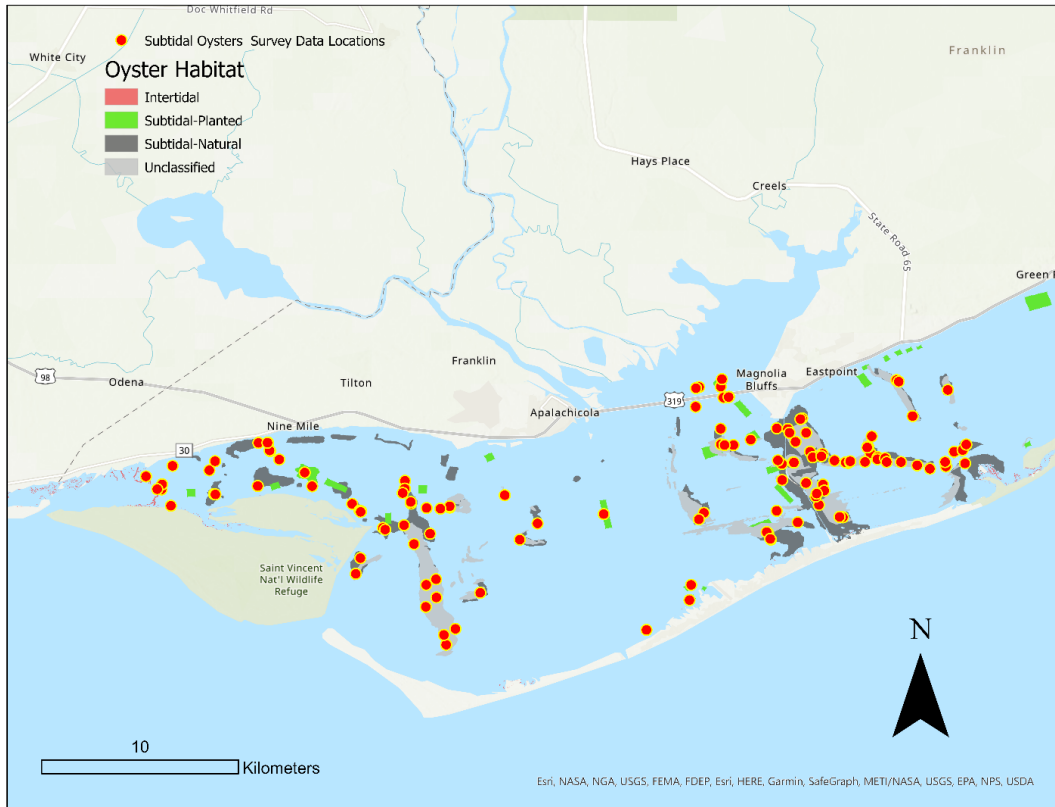 Doc Whitfield Rd
Subtidal Oysters Survey Data Locations
White City
Franklin
Oyster Habitat
Intertidal
Subtidal-Planted
Subtidal-Natural
Unclassified
Hays Place
Creels
State Road 65
Green
98
Odena
Tilton
Franklin
Apalachicola
319
Magnolia
Bluffs
Eastpoint
Nine Mile
30
Saint Vincent
Nat'l Wildlife
Refuge
N
10
Kilometers
Esri, NASA, NGA, USGS, FEMA, FDEP, Esri, HERE, Garmin, SafeGraph, METI/NASA, USGS, EPA, NPS, USDA